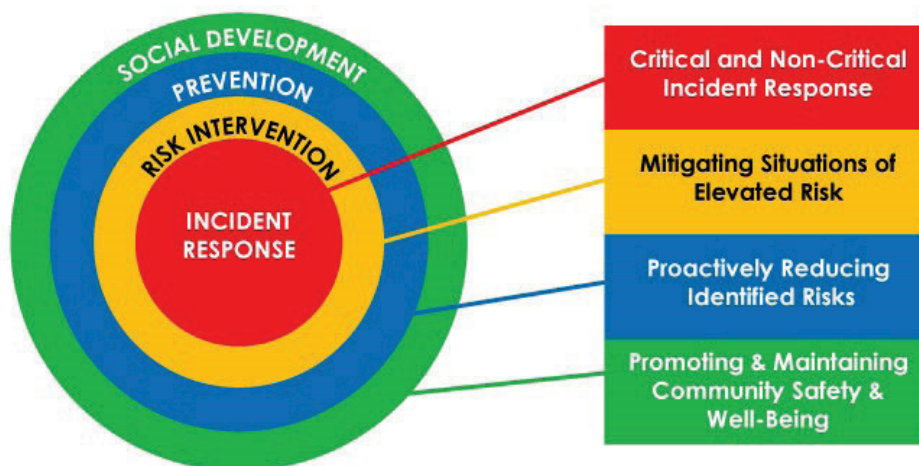 SOCIAL DEVELOPMENT
PREVENTION
RISK INTERVENTION
INCIDENT
RESPONSE
Critical and Non-Critical
Incident Response
Mitigating Situations of
Elevated Risk
Proactively Reducing
Identified Risks
Promoting & Maintaining
Community Safety &
Well-Being